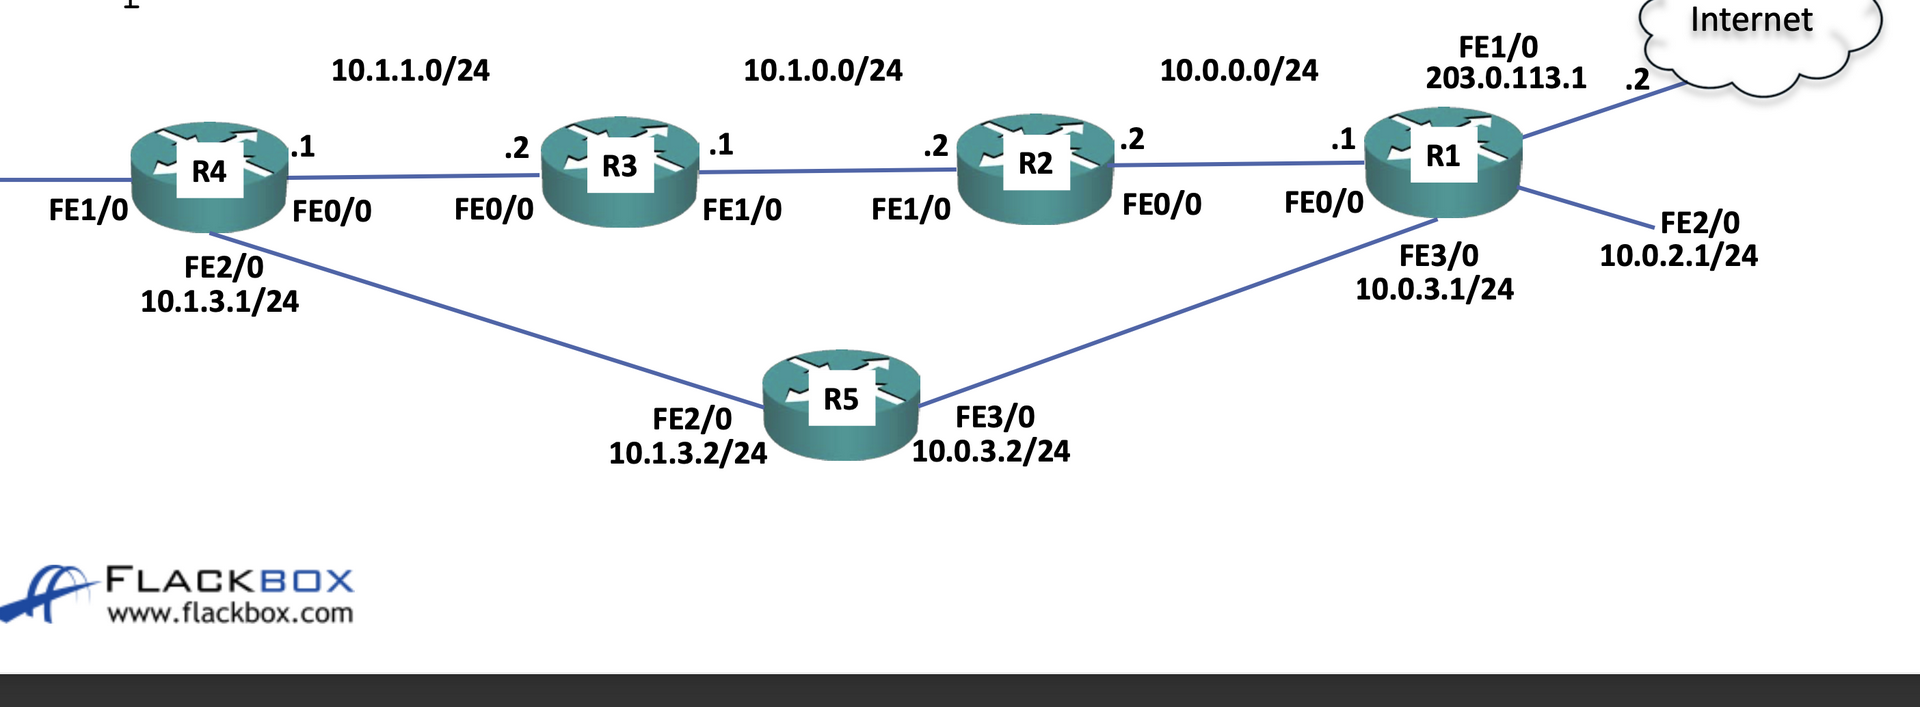 Internet
FE1/0
203.0.113.1
.2
10.1.1.0/24
10.1.0.0/24
10.0.0.0/24
R4
.1
.2
R3
.1
.2
R2
.2
.1
R1
FE1/0
FE0/0
FE0/0
FE1/0
FE1/0
FE0/0
FE0/0
FE2/0
10.0.2.1/24
FE2/0
10.1.3.1/24
FE3/0
10.0.3.1/24
R5
FE2/0
10.1.3.2/24
FE3/0
10.0.3.2/24
FLACKBOX
www.flackbox.com